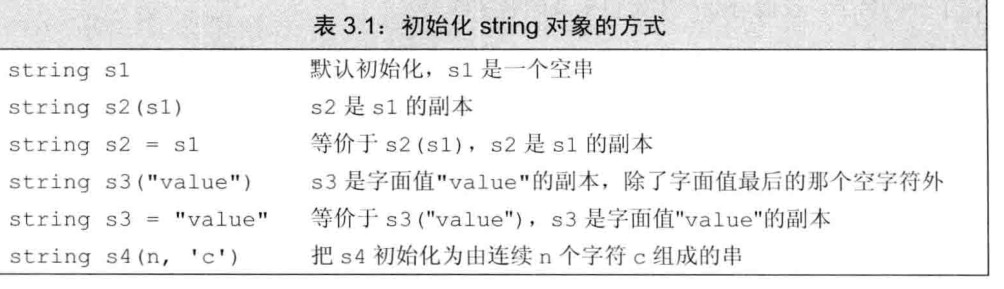 表 3.1：初始化 string 对象的方式
string s1 默认初始化，s1 是一个空串
string s2(s1) s2 是 s1 的副本
string s2 = s1 等价于 s2(s1)，s2 是 s1 的副本
string s3("value") s3 是字面值"value"的副本，除了字面值最后的那个空字符外
string s3 = "value" 等价于 s3("value")，s3 是字面值"value"的副本
string s4(n, 'c') 把 s4 初始化为由连续 n 个字符 c 组成的串